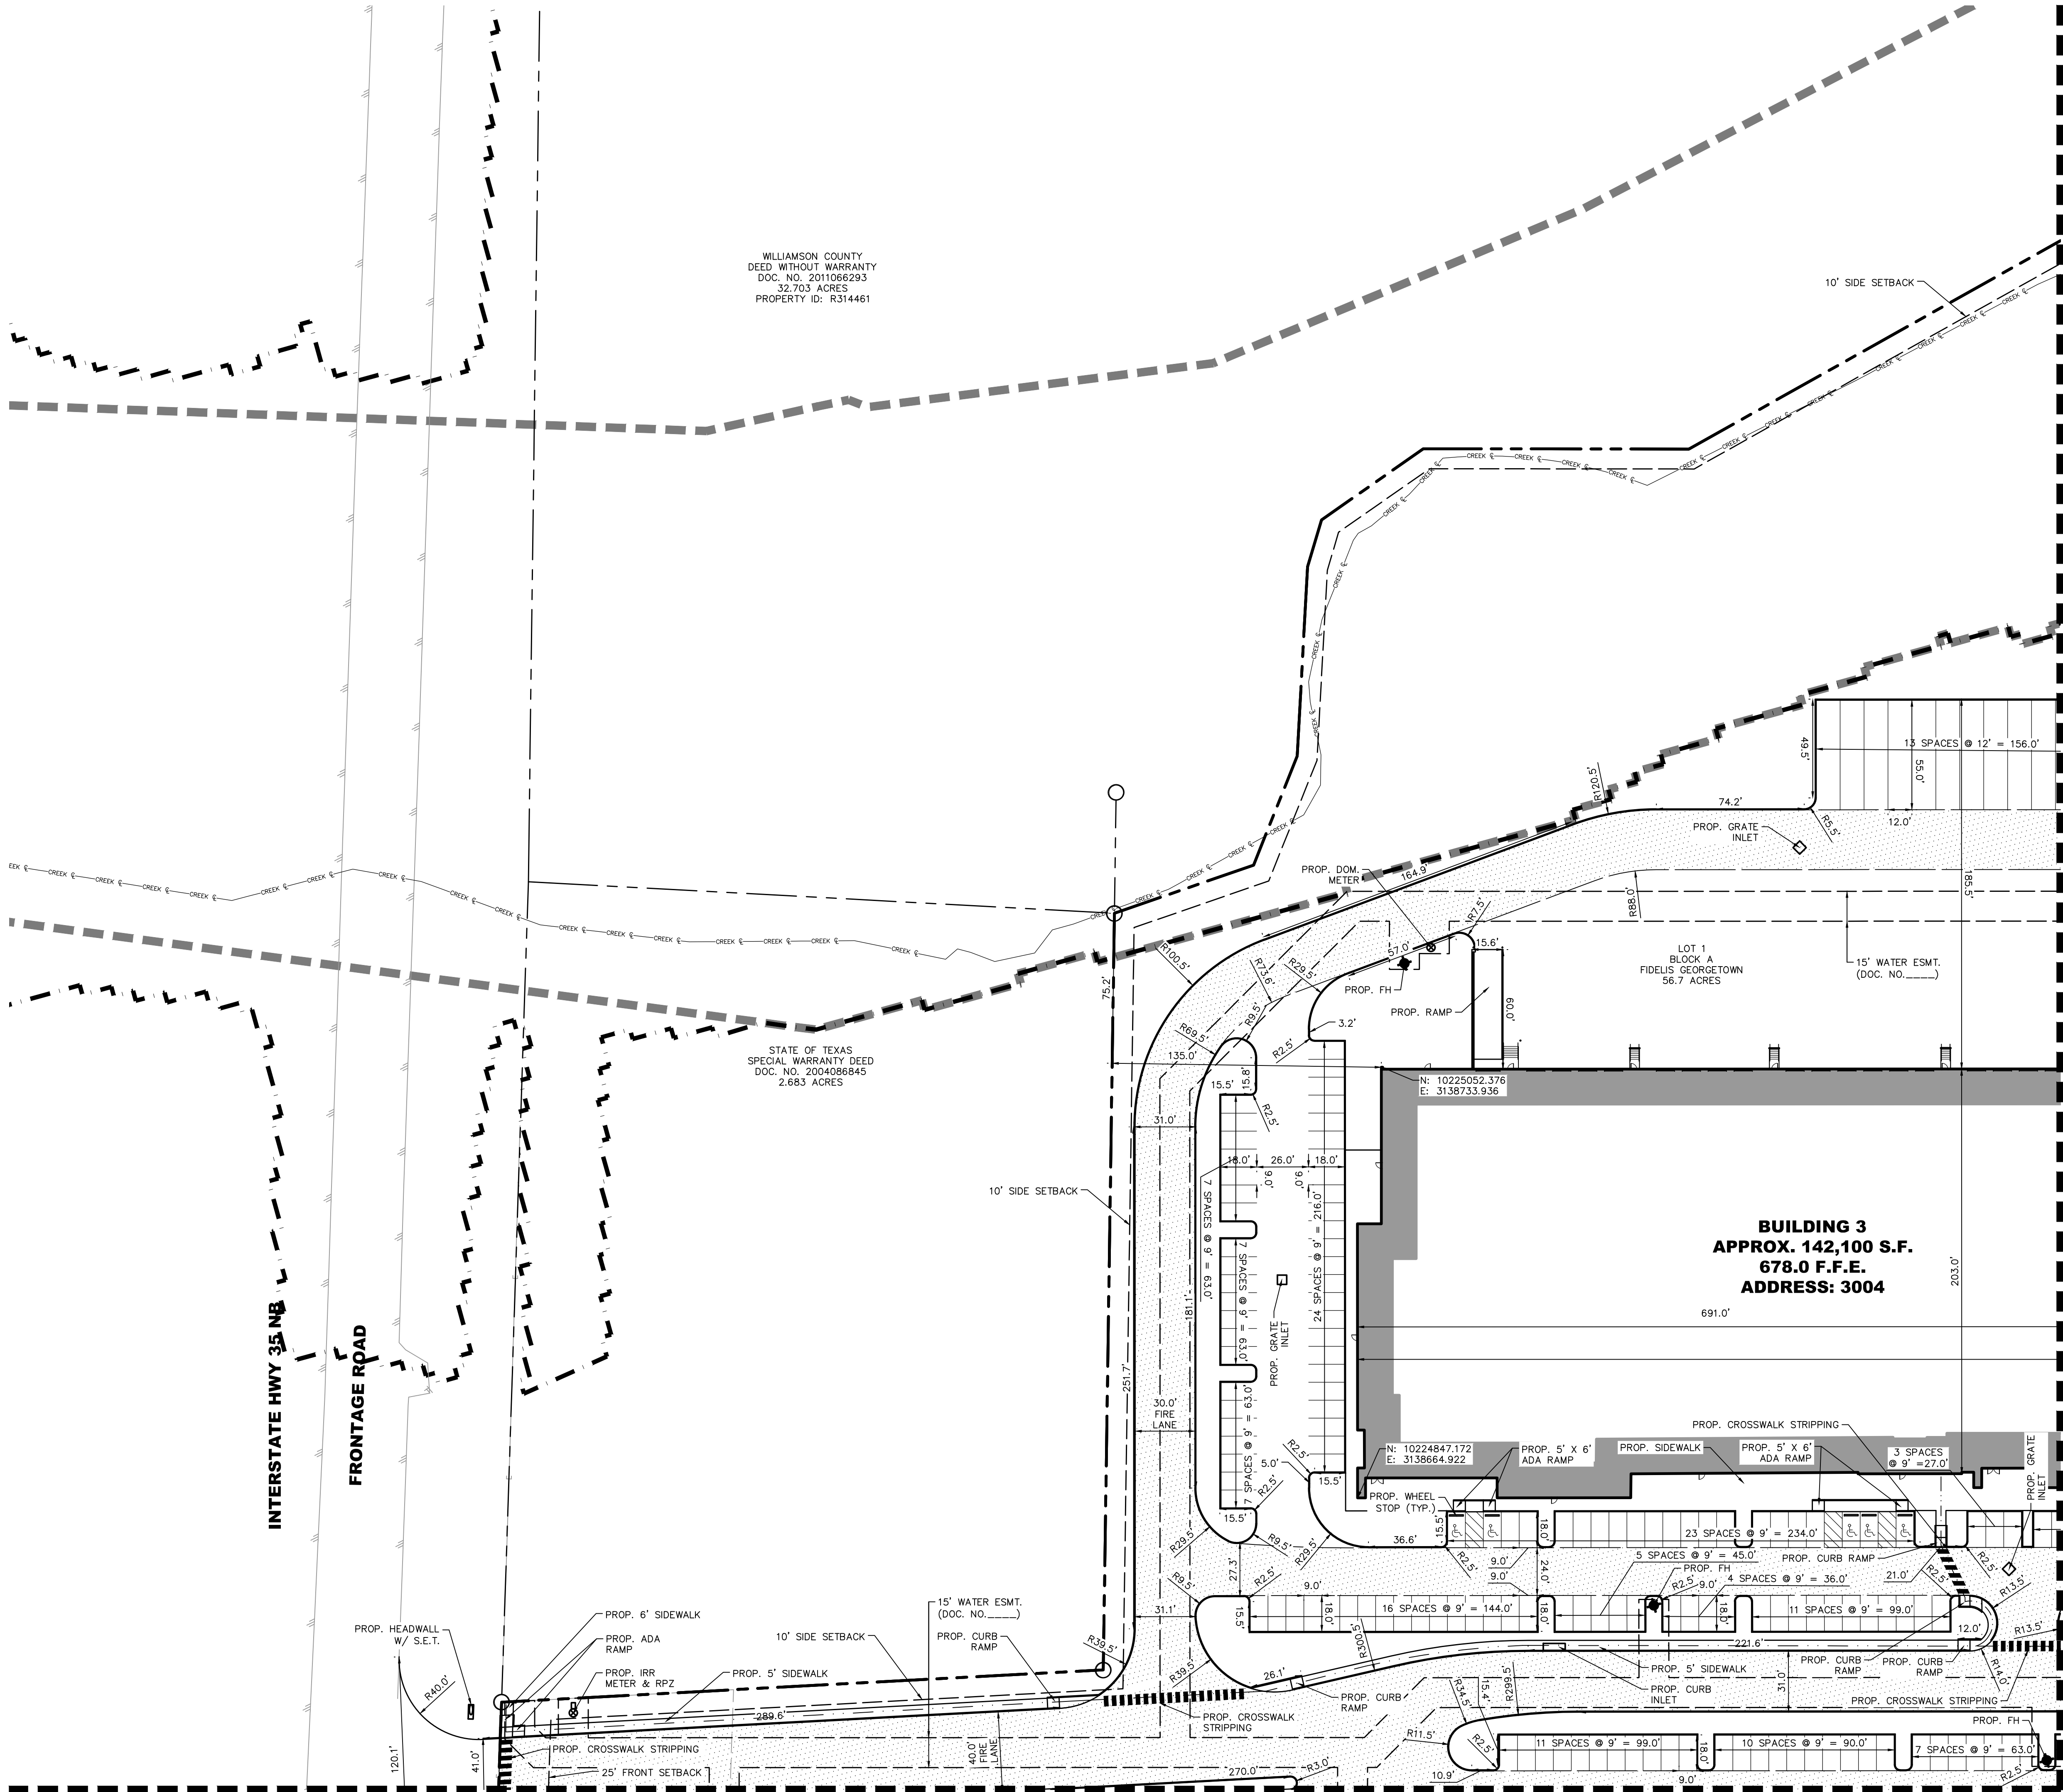 WILLIAMSON COUNTY
DEED WITHOUT WARRANTY
DOC. NO. 2011066293
32.703 ACRES
PROPERTY ID: R314461
10' SIDE SETBACK
CREEK ℄
13 SPACES @ 12' = 156.0'
49.5'
55.0'
R120.5'
74.2'
R5.5'
12.0'
PROP. GRATE
INLET
PROP. DOM.
METER
164.9'
R88.0'
185.5'
R7.5'
57.0'
15.6'
LOT 1
BLOCK A
FIDELIS GEORGETOWN
56.7 ACRES
15' WATER ESMT.
(DOC. NO.____)
R100.5'
R73.6'
R29.5'
PROP. FH
PROP. RAMP
60.0'
75.2'
R9.5'
3.2'
R69.5'
R2.5'
135.0'
STATE OF TEXAS
SPECIAL WARRANTY DEED
DOC. NO. 2004086845
2.683 ACRES
15.5'
15.8'
N: 10225052.376
E: 3138733.936
R2.5'
31.0'
18.0'
26.0'
18.0'
9.0'
9.0'
10' SIDE SETBACK
7 SPACES @ 9' = 63.0'
7 SPACES @ 9' = 63.0'
7 SPACES @ 9' = 63.0'
24 SPACES @ 9' = 216.0'
PROP. GRATE
INLET
181.1'
251.7'
BUILDING 3
APPROX. 142,100 S.F.
678.0 F.F.E.
ADDRESS: 3004
203.0'
691.0'
INTERSTATE HWY 35 NB
FRONTAGE ROAD
30.0'
FIRE
LANE
PROP. CROSSWALK STRIPPING
N: 10224847.172
E: 3138664.922
PROP. 5' X 6'
ADA RAMP
PROP. SIDEWALK
PROP. 5' X 6'
ADA RAMP
3 SPACES
@ 9' =27.0'
PROP. GRATE
INLET
R2.5'
5.0'
15.5'
R2.5'
PROP. WHEEL
STOP (TYP.)
15.5'
15.5'
18.0'
23 SPACES @ 9' = 234.0'
R29.5'
R9.5'
R29.5'
36.6'
R2.5'
9.0'
24.0'
5 SPACES @ 9' = 45.0'
PROP. CURB RAMP
R2.5'
27.3'
R2.5'
R9.5'
9.0'
9.0'
PROP. FH
R2.5'
9.0'
4 SPACES @ 9' = 36.0'
21.0'
R2.5'
R13.5'
31.1'
15.5'
18.0'
16 SPACES @ 9' = 144.0'
18.0'
18.0'
11 SPACES @ 9' = 99.0'
12.0'
R13.5'
PROP. HEADWALL
W/ S.E.T.
PROP. 6' SIDEWALK
PROP. ADA
RAMP
PROP. IRR
METER & RPZ
PROP. 5' SIDEWALK
10' SIDE SETBACK
15' WATER ESMT.
(DOC. NO.____)
PROP. CURB
RAMP
R39.5'
R39.5'
26.1'
R300.5'
221.6'
PROP. 5' SIDEWALK
PROP. CURB
INLET
PROP. CURB
RAMP
PROP. CURB
RAMP
R14.0'
R40.0'
289.6'
PROP. CROSSWALK
STRIPPING
PROP. CURB
RAMP
R34.5'
15.4'
R299.5'
31.0'
PROP. CROSSWALK STRIPPING
PROP. FH
120.1'
41.0'
PROP. CROSSWALK STRIPPING
25' FRONT SETBACK
40.0'
FIRE
LANE
270.0'
R3.0'
R11.5'
R2.5'
10.9'
11 SPACES @ 9' = 99.0'
18.0'
10 SPACES @ 9' = 90.0'
9.0'
7 SPACES @ 9' = 63.0'
R2.5'